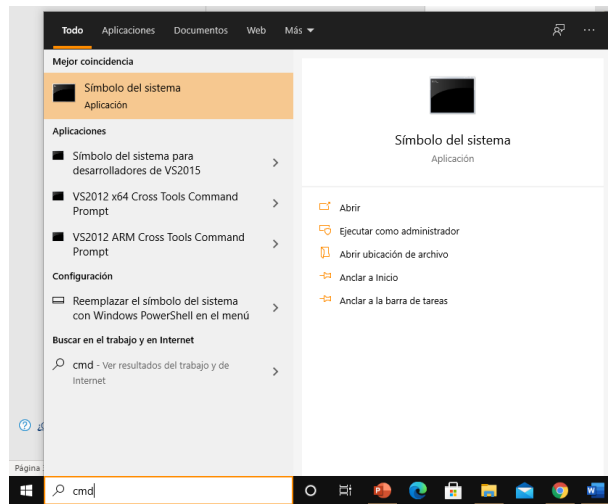 Todo Aplicaciones Documentos Web Más
Mejor coincidencia
Símbolo del sistema
Aplicación
Aplicaciones
Símbolo del sistema para
desarrolladores de VS2015
VS2012 x64 Cross Tools Command
Prompt
VS2012 ARM Cross Tools Command
Prompt
Configuración
Reemplazar el símbolo del sistema
con Windows PowerShell en el menú
Buscar en el trabajo y en Internet
cmd - Ver resultados del trabajo y de
Internet
Símbolo del sistema
Aplicación
Abrir
Ejecutar como administrador
Abrir ubicación de archivo
Anclar a Inicio
Anclar a la barra de tareas
Página
cmd